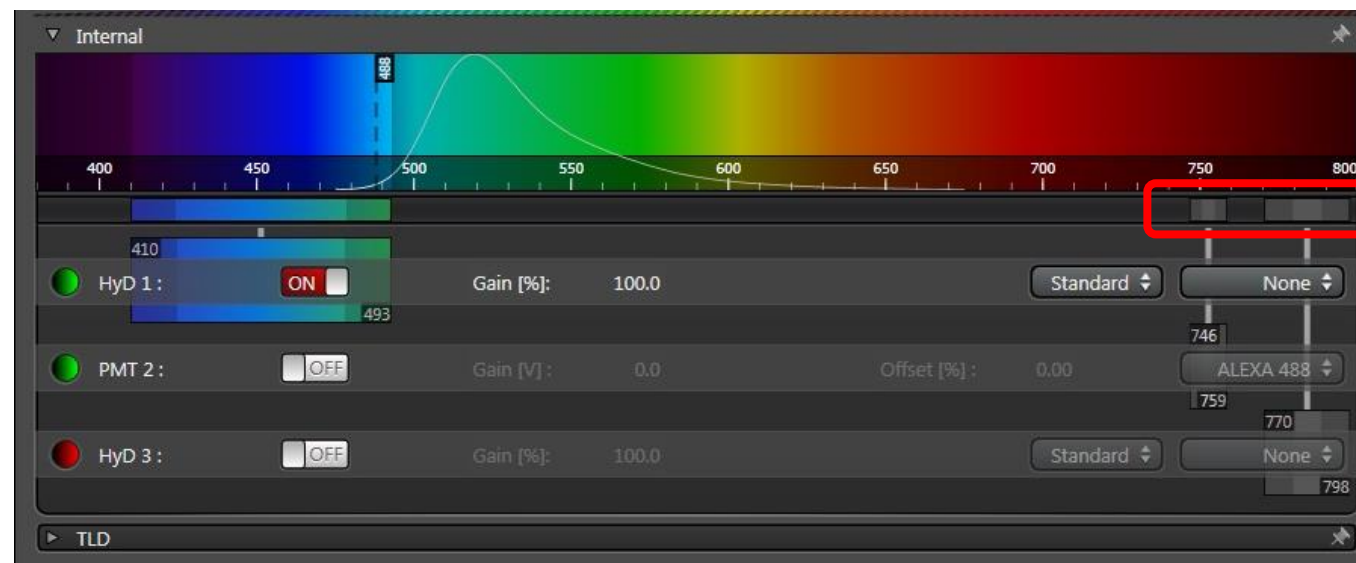 Internal
488
400 450 500 550 600 650 700 750 800
410
HyD 1 : ON Gain [%]: 100.0 Standard None
493
746
PMT 2 : OFF Gain [V] : 0.0 Offset [%] : 0.00 ALEXA 488
759
770
HyD 3 : OFF Gain [%]: 100.0 Standard None
798
TLD